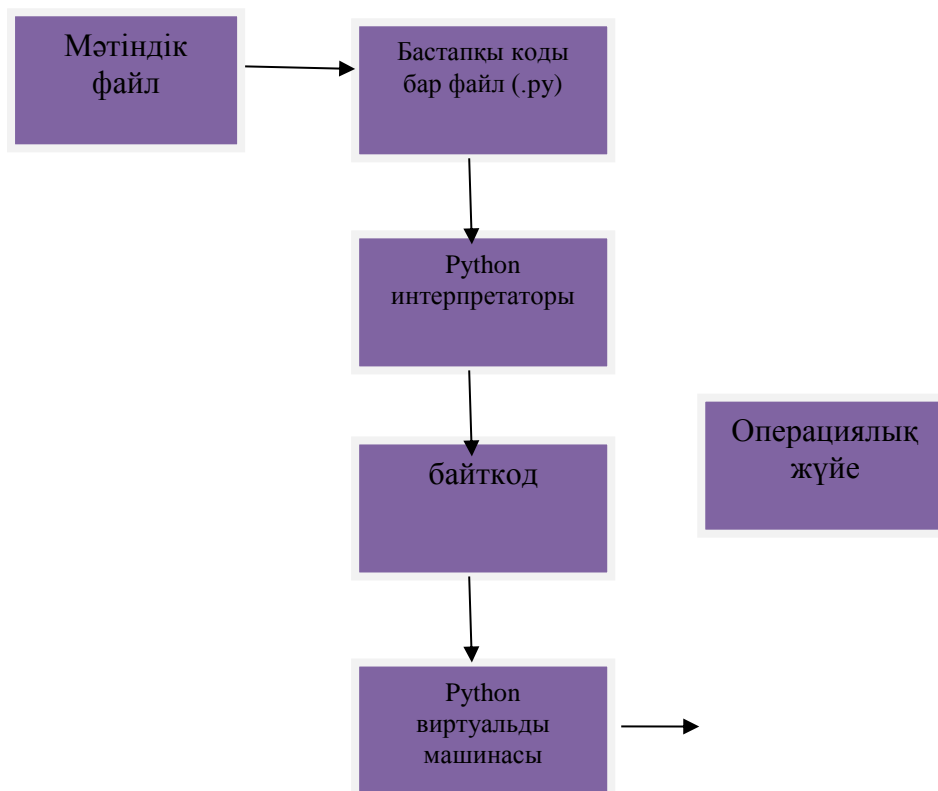 Мәтіндік
файл
Бастапқы коды
бар файл (.py)
Python
интерпретаторы
байткод
Операциялық
жүйе
Python
виртуальды
машинасы